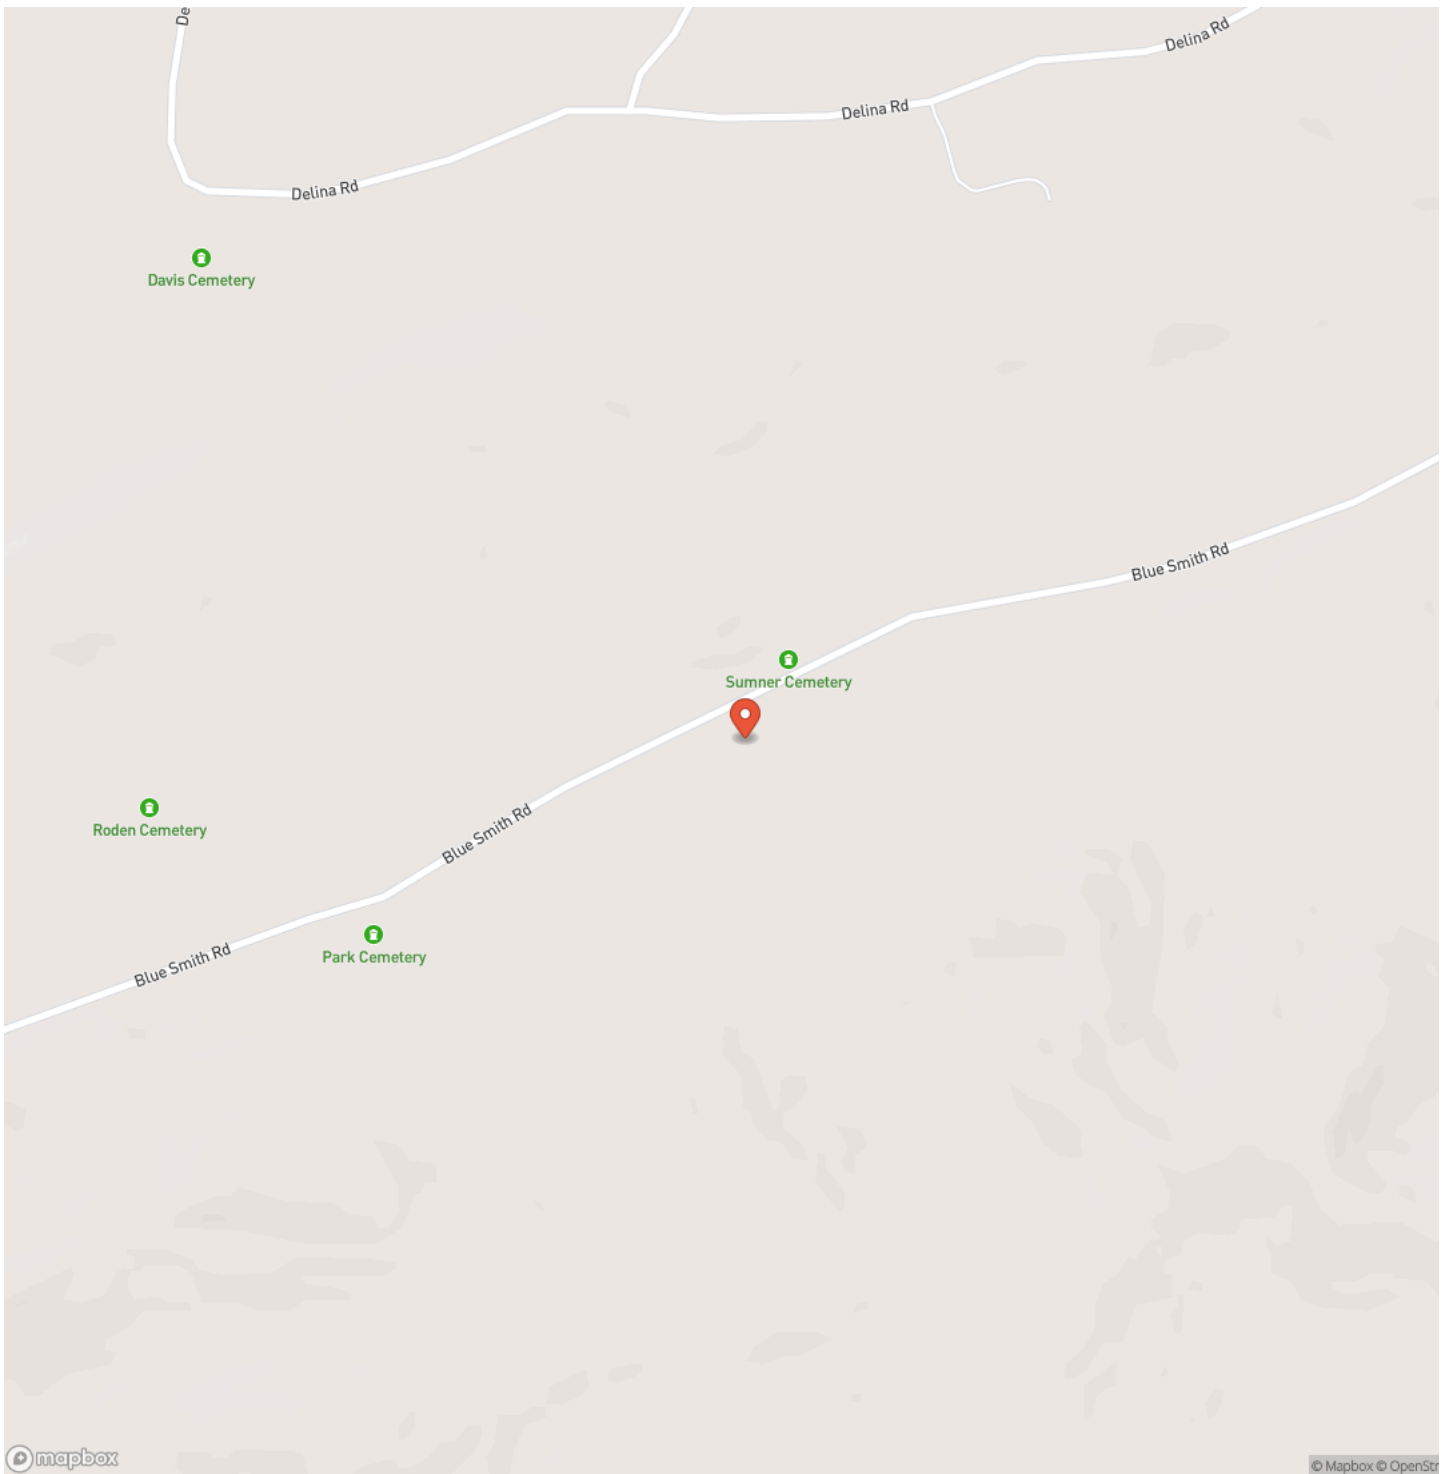 De
Delina Rd
Delina Rd
Delina Rd
Davis Cemetery
Blue Smith Rd
Sumner Cemetery
Roden Cemetery
Blue Smith Rd
Park Cemetery
Blue Smith Rd
mapbox
© Mapbox © OpenStr